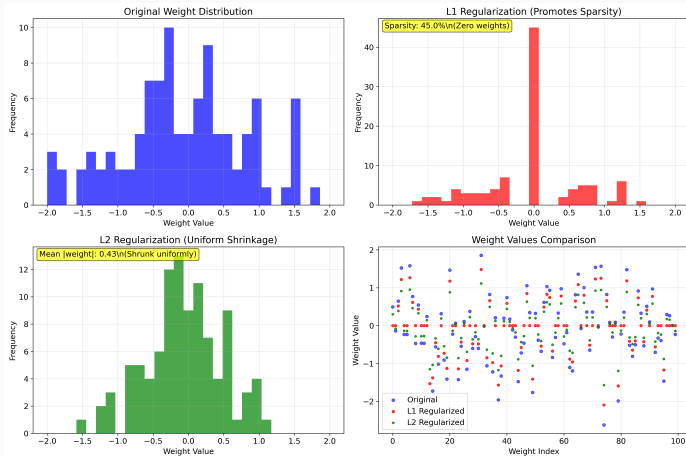 Original Weight Distribution
10
8
6
4
2
0
Frequency
−2.0 −1.5 −1.0 −0.5 0.0 0.5 1.0 1.5 2.0
Weight Value
L1 Regularization (Promotes Sparsity)
Sparsity: 45.0%\n(Zero weights)
40
30
20
10
0
Frequency
−2.0 −1.5 −1.0 −0.5 0.0 0.5 1.0 1.5 2.0
Weight Value
L2 Regularization (Uniform Shrinkage)
Mean |weight|: 0.43\n(Shrunk uniformly)
12
10
8
6
4
2
0
Frequency
−2.0 −1.5 −1.0 −0.5 0.0 0.5 1.0 1.5 2.0
Weight Value
Weight Values Comparison
2
1
0
−1
−2
Weight Value
Original
L1 Regularized
L2 Regularized
0 20 40 60 80 100
Weight Index